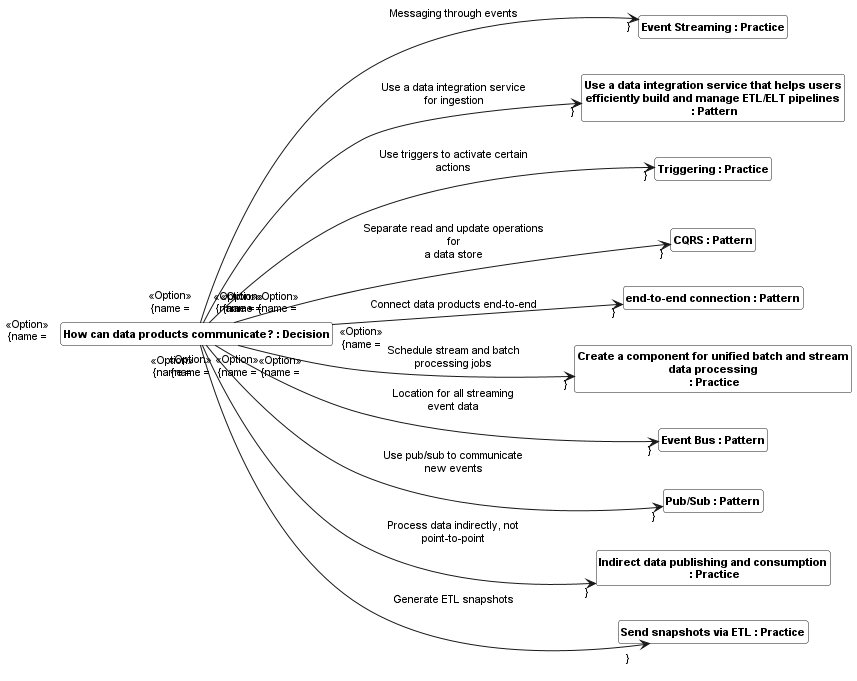 Messaging through events
}
Event Streaming : Practice
Use a data integration service
for ingestion
}
Use a data integration service that helps users
efficiently build and manage ETL/ELT pipelines
: Pattern
Use triggers to activate certain
actions
}
Triggering : Practice
Separate read and update operations
for
a data store
}
CQRS : Pattern
«Option»
{name =
«Option»
{name =
«Option»
{name =
«Option»
{name =
Connect data products end-to-end
}
end-to-end connection : Pattern
«Option»
{name =
How can data products communicate? : Decision
«Option»
{name =
«Option»
{name =
«Option»
{name =
«Option»
{name =
«Option»
{name =
Schedule stream and batch
processing jobs
}
Create a component for unified batch and stream
data processing
: Practice
Location for all streaming
event data
}
Event Bus : Pattern
Use pub/sub to communicate
new events
}
Pub/Sub : Pattern
Process data indirectly, not
point-to-point
}
Indirect data publishing and consumption
: Practice
Generate ETL snapshots
}
Send snapshots via ETL : Practice